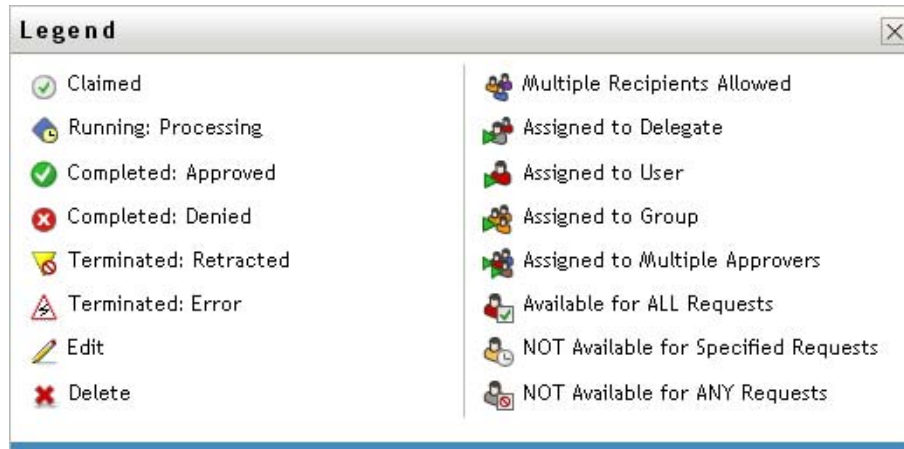 Legend
Claimed
Running: Processing
Completed: Approved
Completed: Denied
Terminated: Retracted
Terminated: Error
Edit
Delete
Multiple Recipients Allowed
Assigned to Delegate
Assigned to User
Assigned to Group
Assigned to Multiple Approvers
Available for ALL Requests
NOT Available for Specified Requests
NOT Available for ANY Requests